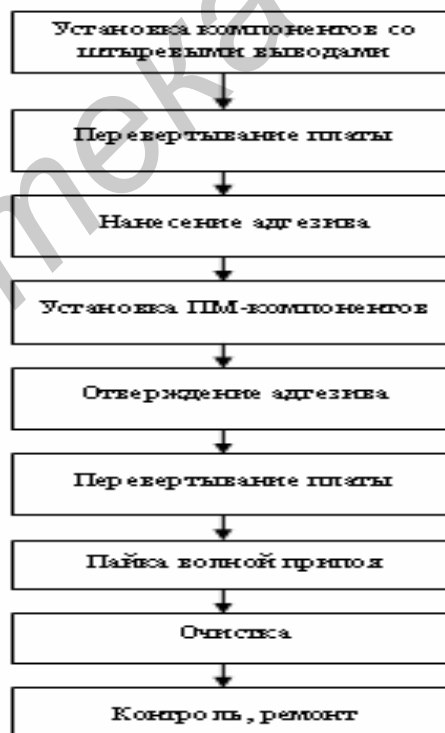 Установка компонентов со
штыревыми выводами
Перевертывание платы
Нанесение адгезива
Установка ПМ-компонентов
Отверждение адгезива
Перевертывание платы
Пайка волной припоя
Очистка
Контроль, ремонт